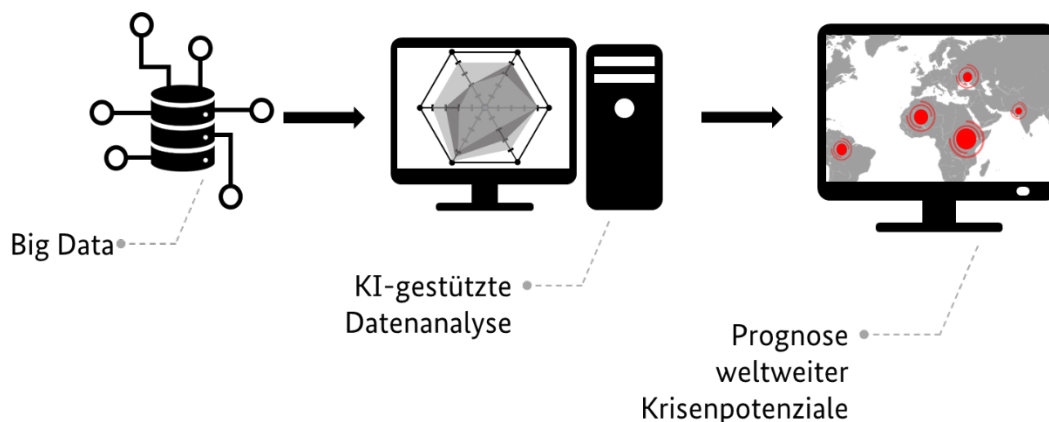 Big Data
KI-gestützte
Datenanalyse
Prognose
weltweiter
Krisenpotenziale